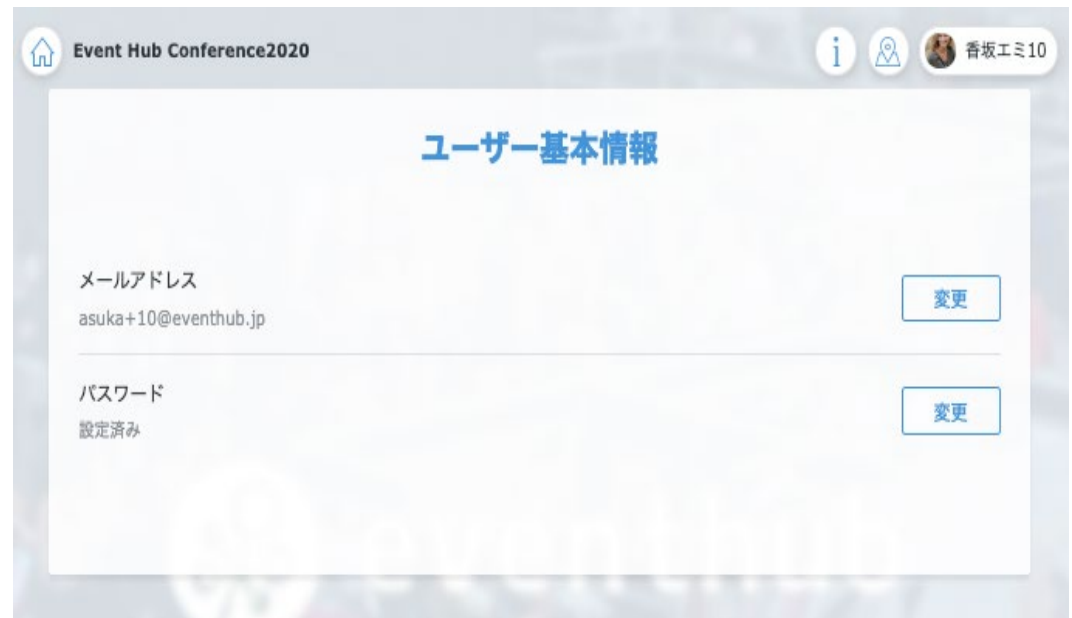 Event Hub Conference2020
i
香坂エミ10
ユーザー基本情報
メールアドレス
変更
asuka+10@eventhub.jp
パスワード
変更
設定済み
eventhub